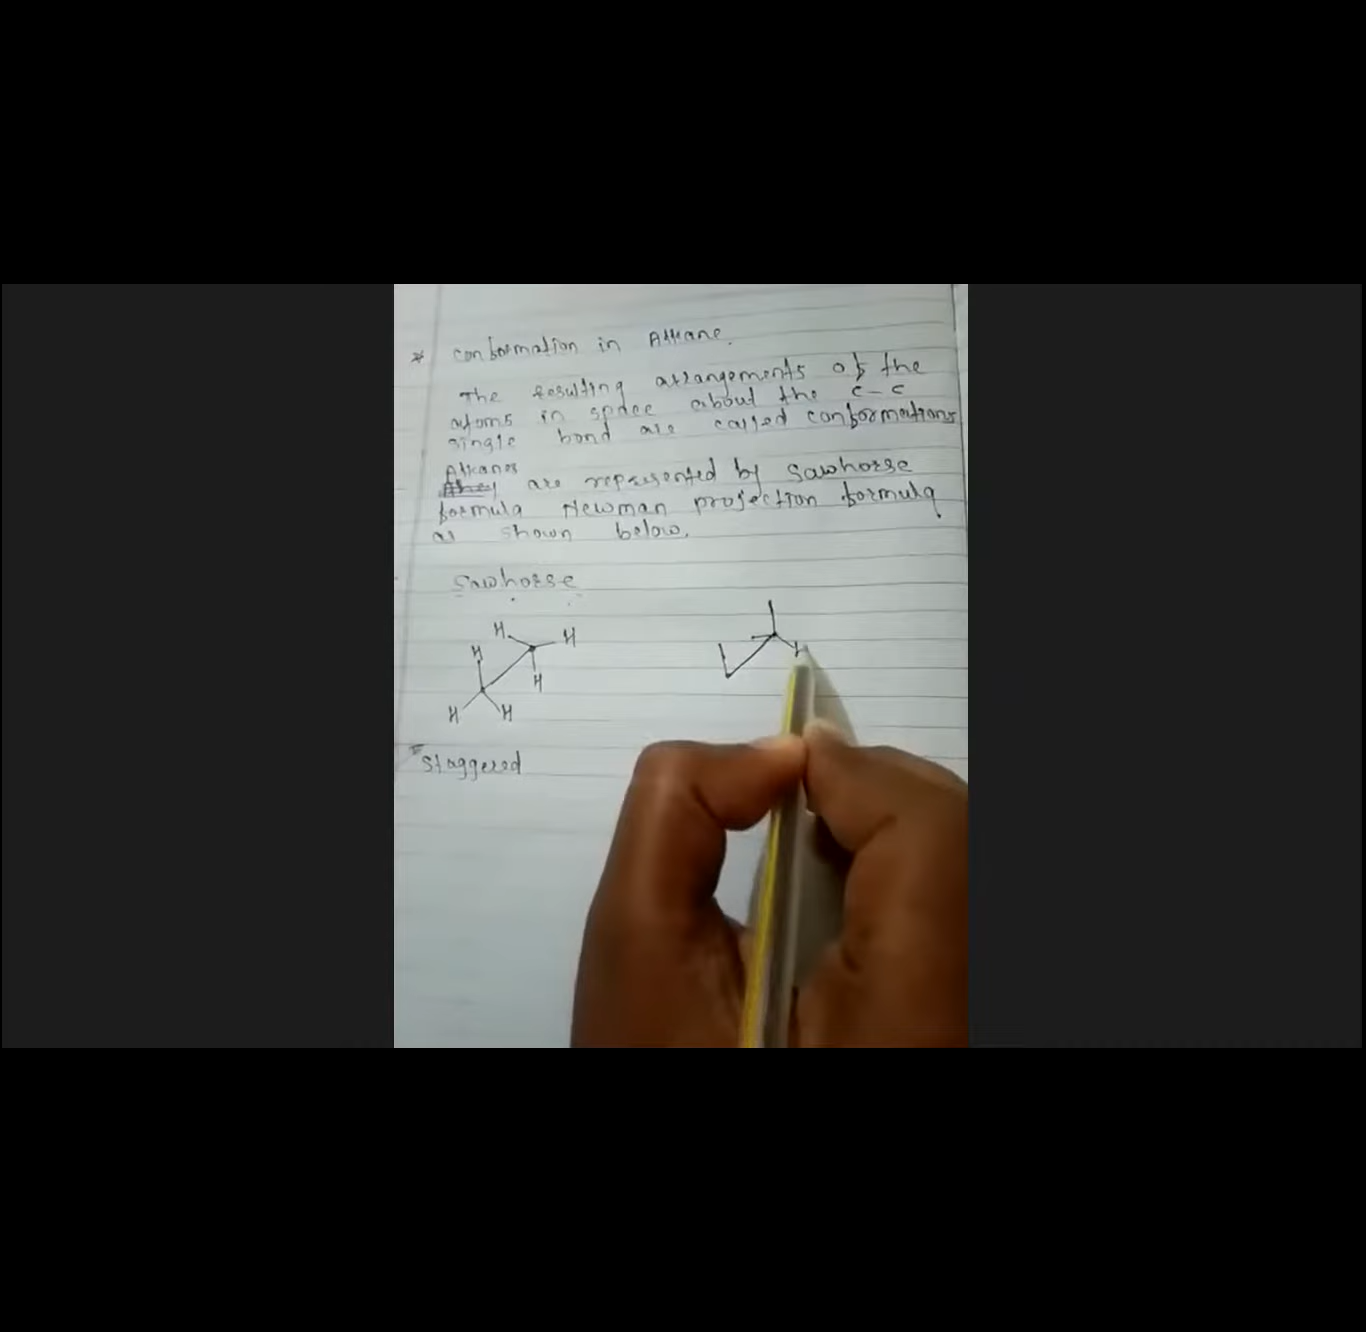 * Conformation in Alkane.
The resulting arrangements of the
atoms in space about the C-C
single bond are called conformations
Alkanes
are represented by Sawhorse
formula Newman projection formula
as shown below.
Sawhorse
H H
H
H
H H
H
Staggered